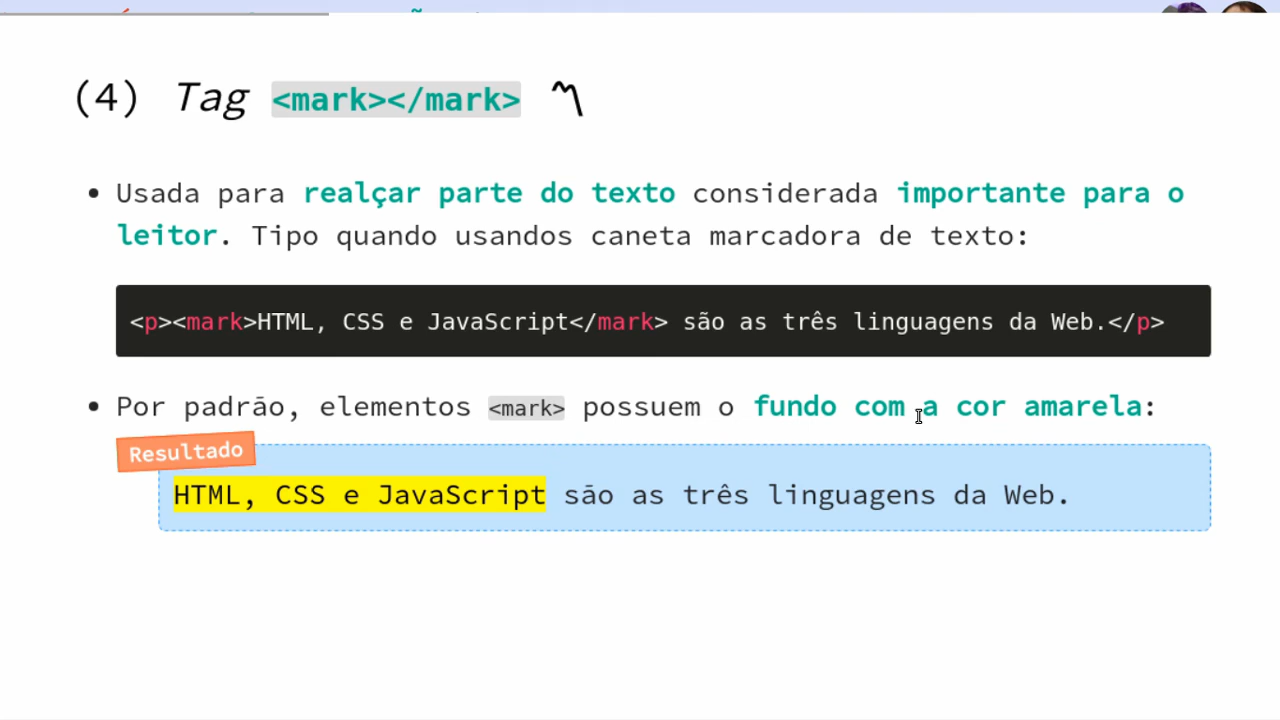 (4) Tag <mark></mark>
Usada para realçar parte do texto considerada importante para o
leitor. Tipo quando usandos caneta marcadora de texto:
<p><mark>HTML, CSS e JavaScript</mark> são as três linguagens da Web.</p>
Por padrão, elementos <mark> possuem o fundo com a cor amarela:
Resultado
HTML, CSS e JavaScript são as três linguagens da Web.